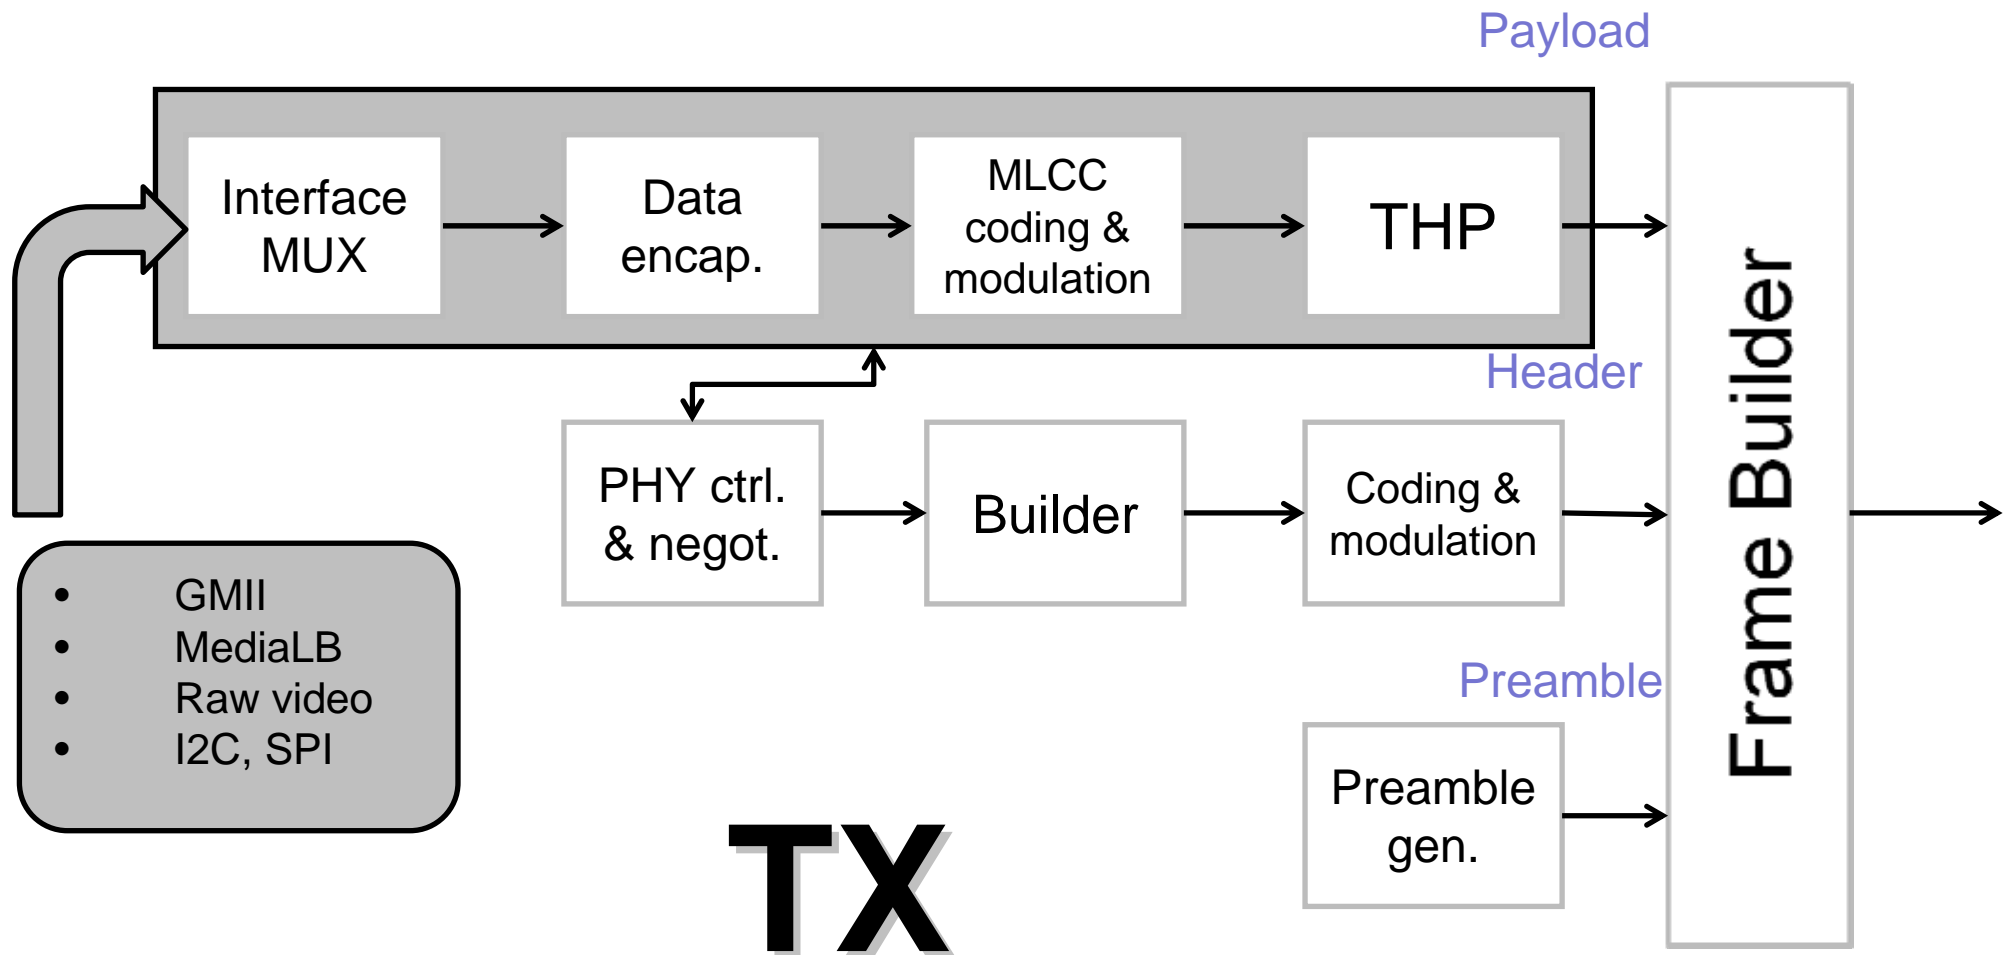 Payload
Interface
MUX
Data
encap.
MLCC
coding &
modulation
THP
Header
PHY ctrl.
& negot.
Builder
Coding &
modulation
Frame Builder
• GMII
• MediaLB
• Raw video
• I2C, SPI
Preamble
Preamble
gen.
TX